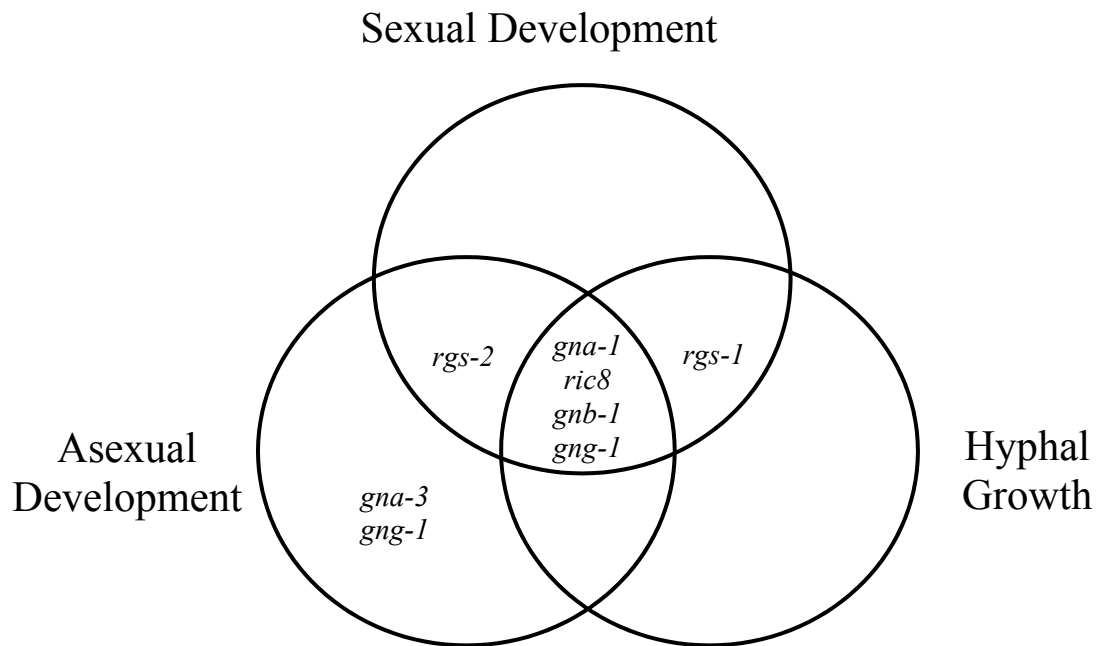 Sexual Development
rgs-2
gna-1
ric8
gnb-1
gng-1
rgs-1
Asexual
Development
gna-3
gng-1
Hyphal
Growth